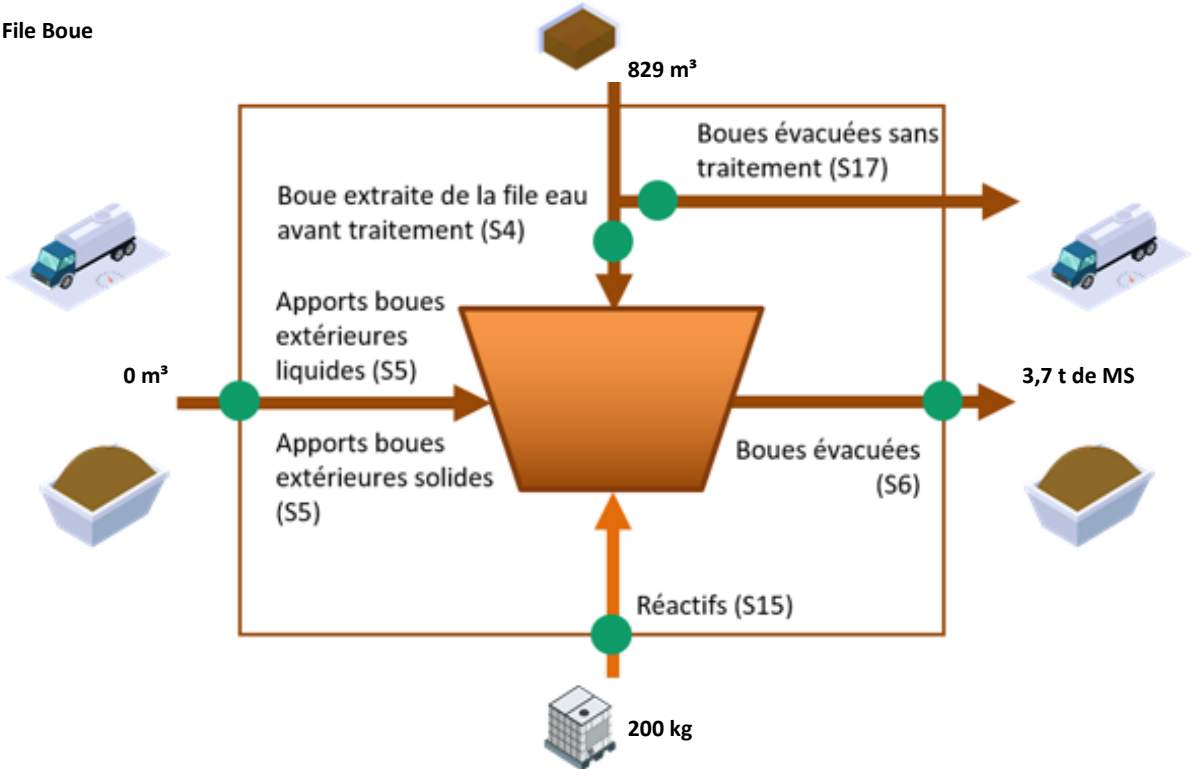 File Boue
829 m³
Boues évacuées sans
traitement (S17)
Boue extraite de la file eau
avant traitement (S4)
Apports boues
extérieures
liquides (S5)
0 m³
3,7 t de MS
Apports boues
extérieures solides
(S5)
Boues évacuées
(S6)
Réactifs (S15)
200 kg